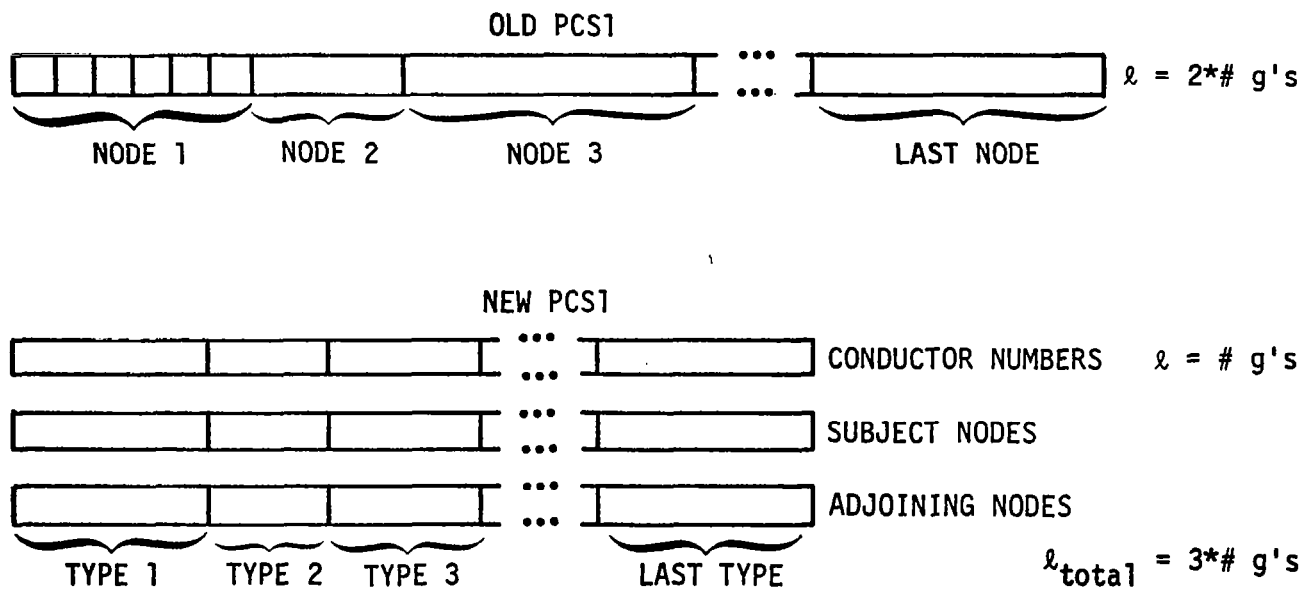 OLD PCS1
••• 
••• ℓ = 2*# g's
NODE 1 NODE 2 NODE 3 LAST NODE
NEW PCS1
•••
••• CONDUCTOR NUMBERS ℓ = # g's
•••
••• SUBJECT NODES
•••
••• ADJOINING NODES
TYPE 1 TYPE 2 TYPE 3 LAST TYPE ℓtotal = 3*# g's